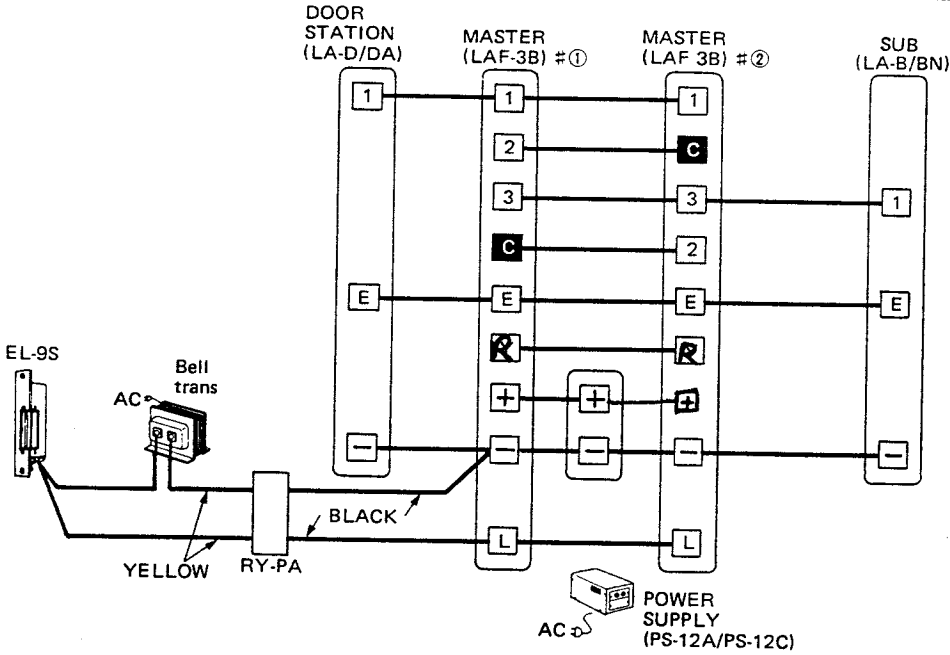 DOOR
STATION
(LA-D/DA)
MASTER
(LAF-3B) #①
MASTER
(LAF 3B) #②
SUB
(LA-B/BN)
1 1 1
2 C
3 3 1
C 2
E E E E
R R
+ + +
— — — — —
L L
EL-9S
AC
Bell
trans
BLACK
YELLOW
RY-PA
AC
POWER
SUPPLY
(PS-12A/PS-12C)